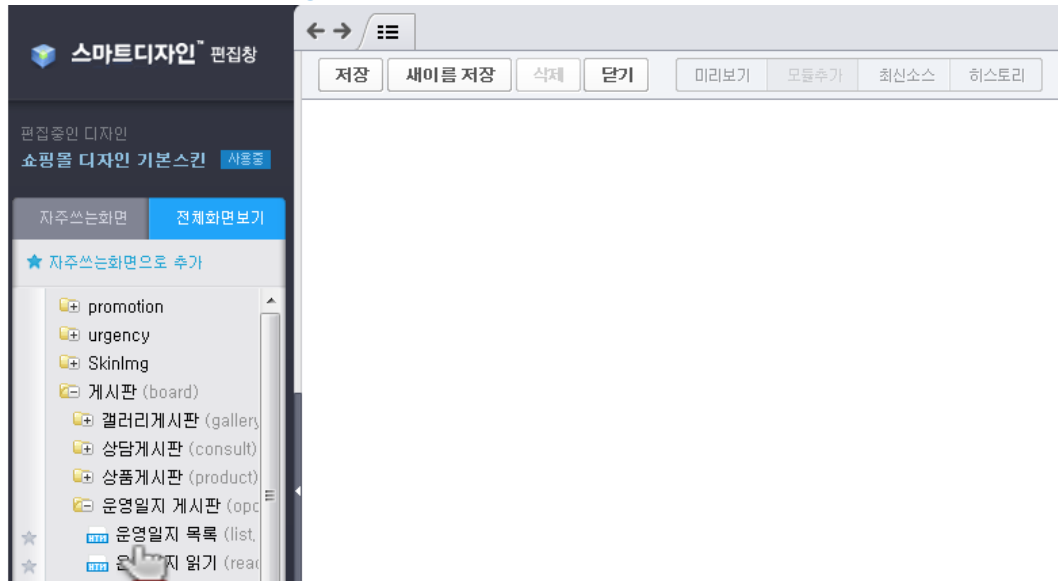 스마트디자인™ 편집창
저장 새이름 저장 삭제 닫기 미리보기 모듈추가 최신소스 히스토리
편집중인 디자인
쇼핑몰 디자인 기본스킨 사용중
자주쓰는화면 전체화면보기
자주쓰는화면으로 추가
promotion
urgency
SkinImg
게시판 (board)
갤러리게시판 (gallery
상담게시판 (consult)
상품게시판 (product)
운영일지 게시판 (opc
HTM 운영일지 목록 (list,
HTM 지 읽기 (read